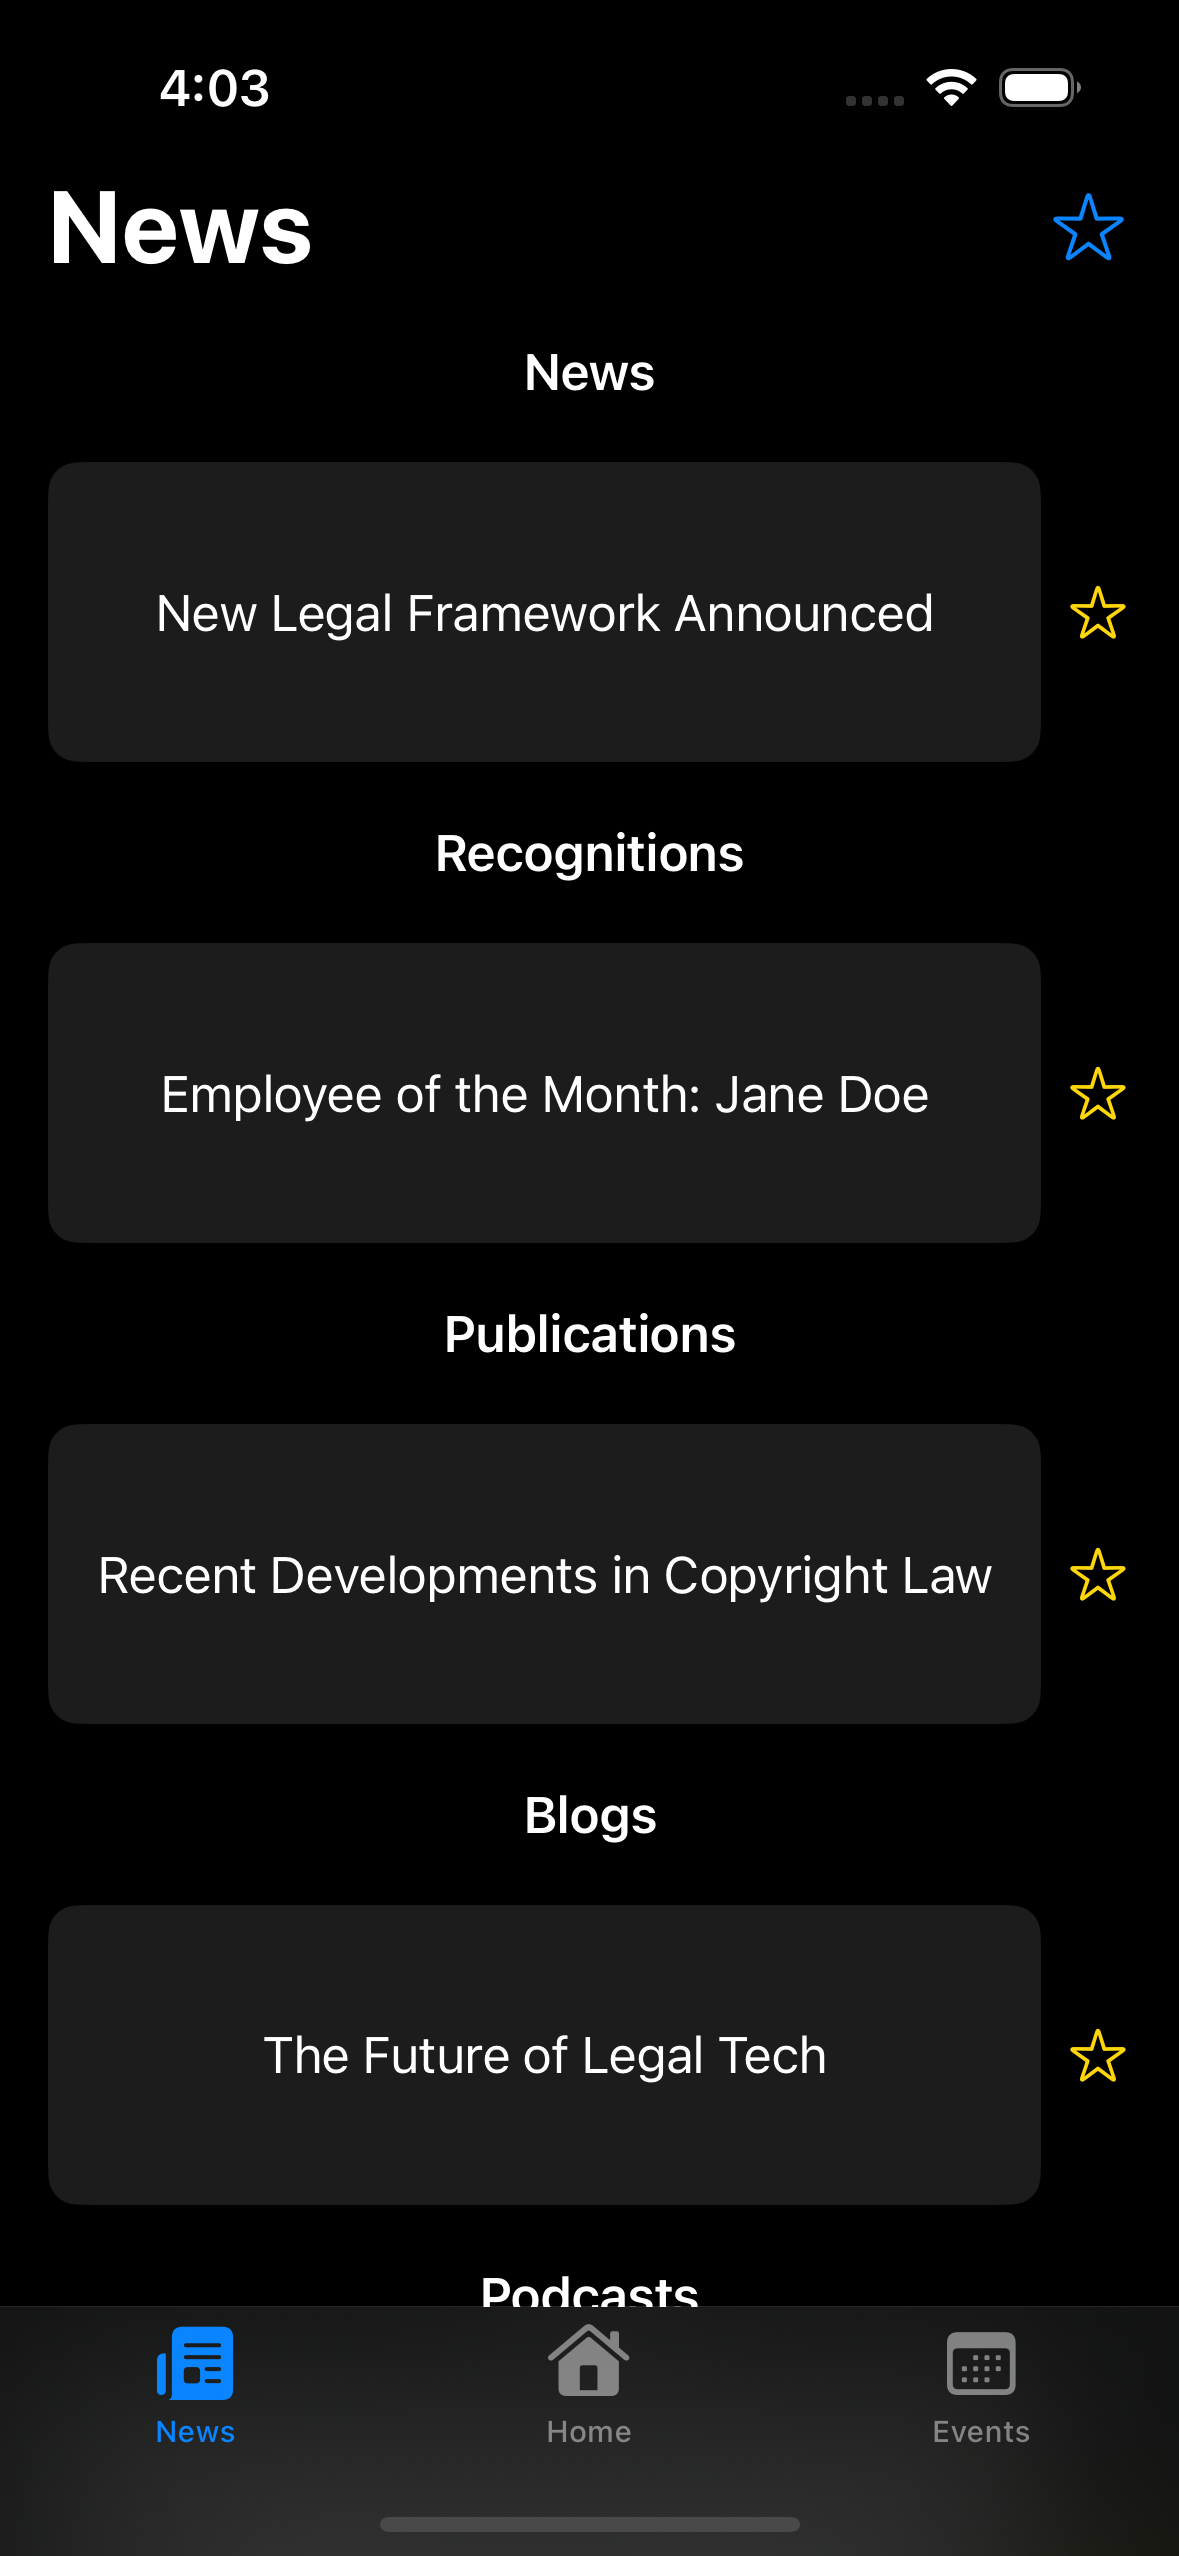 4:03
News
News
New Legal Framework Announced
Recognitions
Employee of the Month: Jane Doe
Publications
Recent Developments in Copyright Law
Blogs
The Future of Legal Tech
Podcasts
News
Home
Events